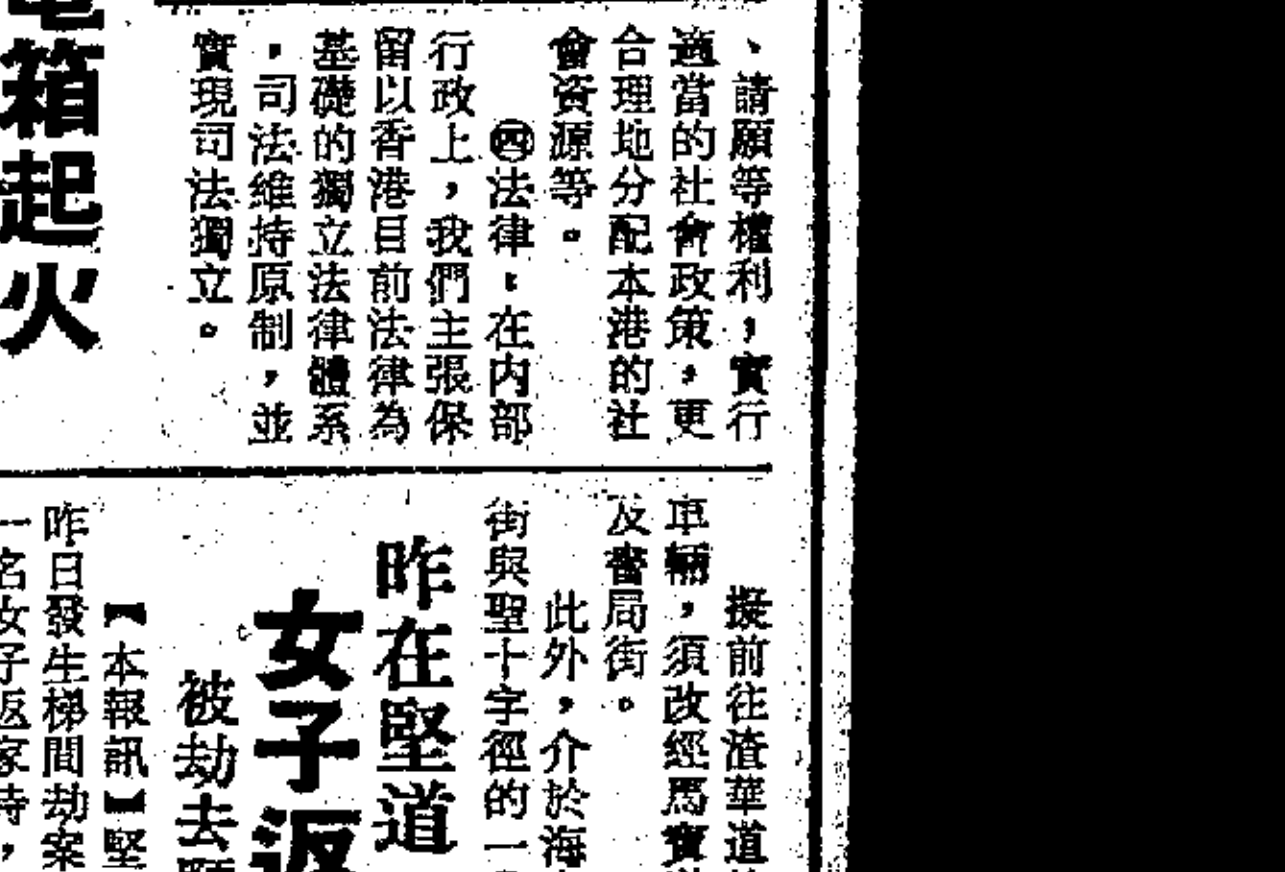 、請願等權利，實行
適當的社會政策，更
合理地分配本港的社
會資源等。
㊃法律：在内部
行政上，我們主張保
留以香港目前法律為
基礎的獨立法律體系
，司法維持原制，並
實現司法獨立。
箱起火
擬前往渣華道
車輛，須改經馬寶
及書局街。
此外，介於海
街與聖十字徑的一
昨在堅道
女子返
被劫去
【本報訊】堅
昨日發生梯間劫案
一名女子返家時，